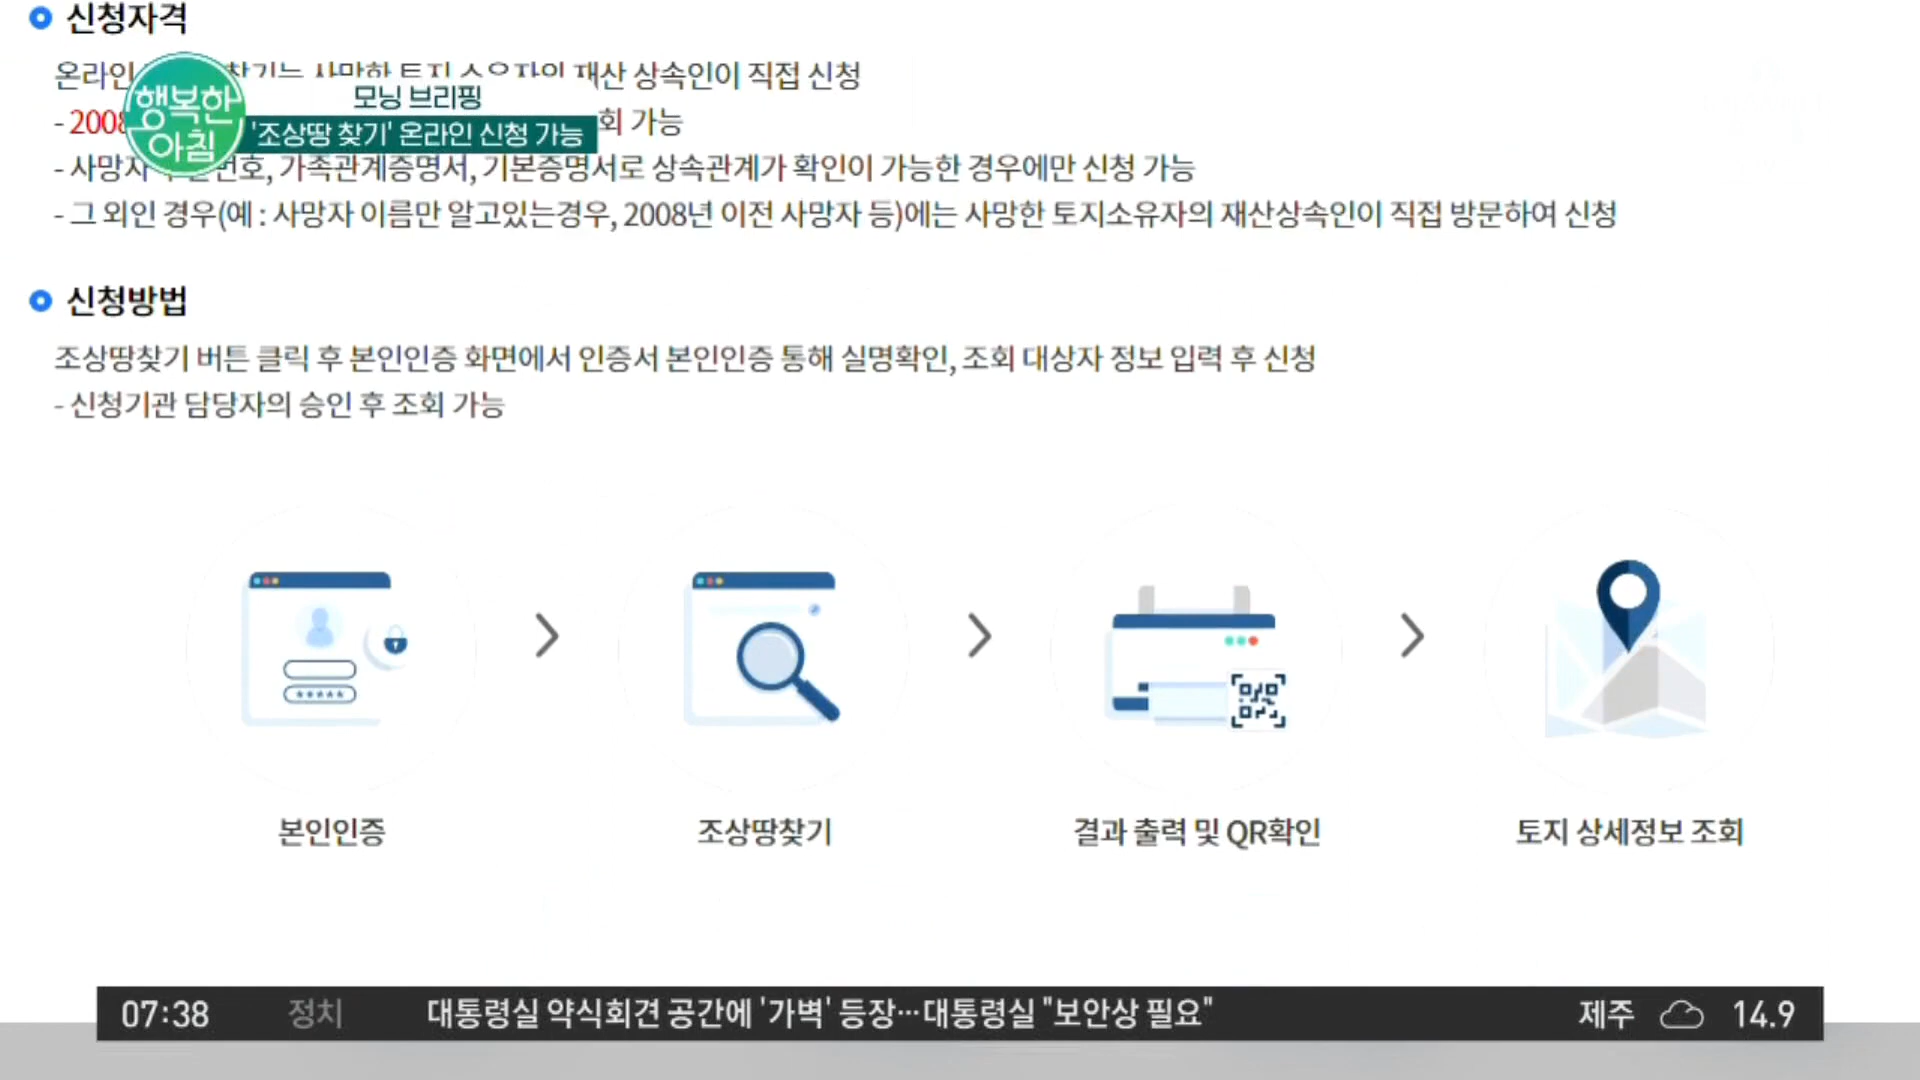 신청자격
온라인 재산 상속인이 직접 신청
- 2008 회 가능
행복한
아침
모닝 브리핑
'조상땅 찾기' 온라인 신청 가능
- 사망자 가족관계증명서, 기본증명서로 상속관계가 확인이 가능한 경우에만 신청 가능
- 그 외인 경우(예 : 사망자 이름만 알고있는경우, 2008년 이전 사망자 등)에는 사망한 토지소유자의 재산상속인이 직접 방문하여 신청
신청방법
조상땅찾기 버튼 클릭 후 본인인증 화면에서 인증서 본인인증 통해 실명확인, 조회 대상자 정보 입력 후 신청
- 신청기관 담당자의 승인 후 조회 가능
본인인증
조상땅찾기
결과 출력 및 QR확인
토지 상세정보 조회
07:38 정치 대통령실 약식회견 공간에 '가벽' 등장…대통령실 "보안상 필요" 제주 14.9